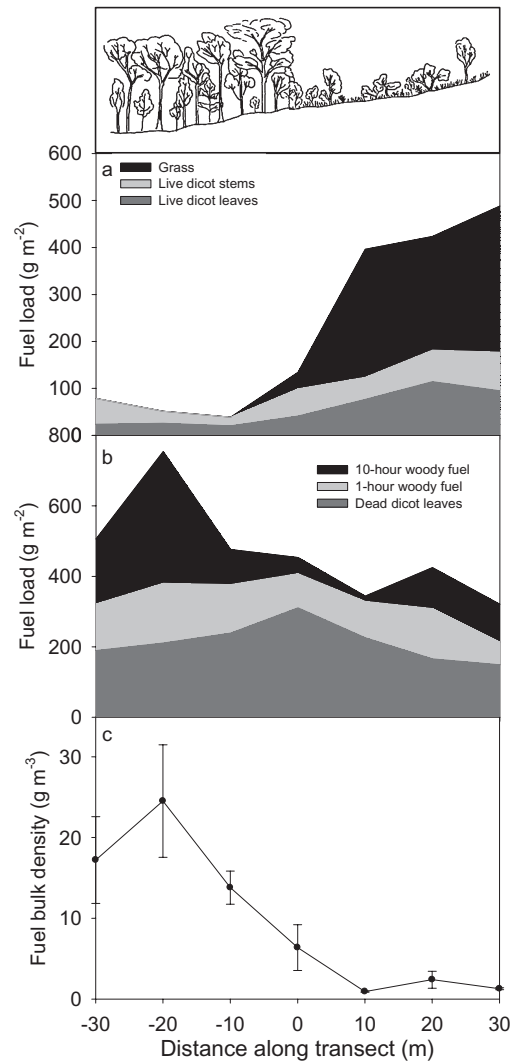 600
a
Grass
Live dicot stems
Live dicot leaves
500
400
300
200
100
Fuel load (g m⁻²)
800
0
b
10-hour woody fuel
1-hour woody fuel
Dead dicot leaves
600
400
200
0
Fuel load (g m⁻²)
c
30
20
10
0
Fuel bulk density (g m⁻³)
-30 -20 -10 0 10 20 30
Distance along transect (m)